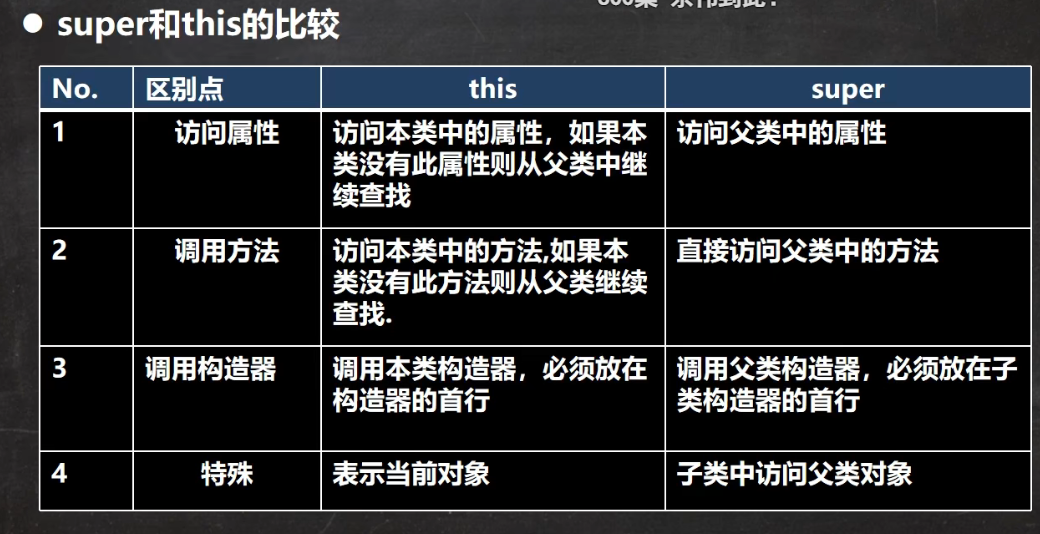 super和this的比较
No. 区别点 this super
1 访问属性 访问本类中的属性，如果本 访问父类中的属性
类没有此属性则从父类中继
续查找
2 调用方法 访问本类中的方法,如果本 直接访问父类中的方法
类没有此方法则从父类继续
查找.
3 调用构造器 调用本类构造器，必须放在 调用父类构造器，必须放在子
构造器的首行 类构造器的首行
4 特殊 表示当前对象 子类中访问父类对象